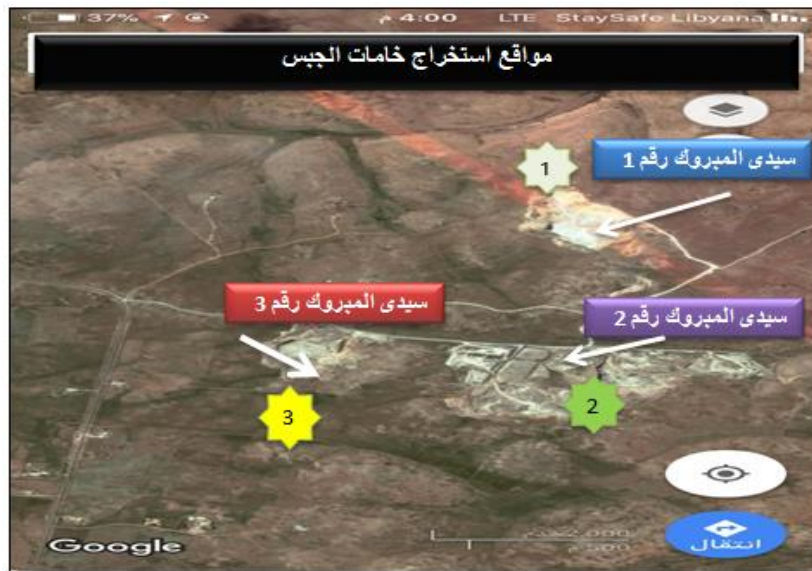 37% 4:00 م LTE StaySafe Libyana
مواقع استخراج خامات الجبس
1
سيدى المبروك رقم 1
سيدى المبروك رقم 3
سيدى المبروك رقم 2
3
2
Google
انتقال